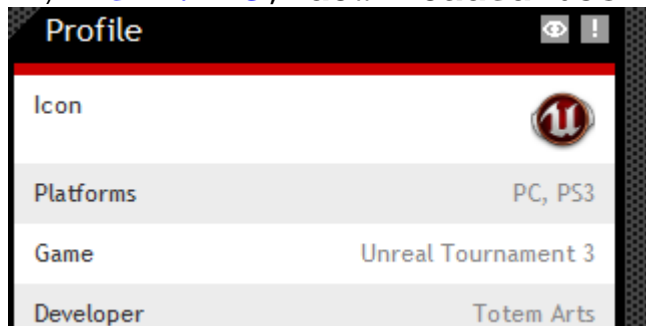 Profile
Icon
Platforms PC, PS3
Game Unreal Tournament 3
Developer Totem Arts